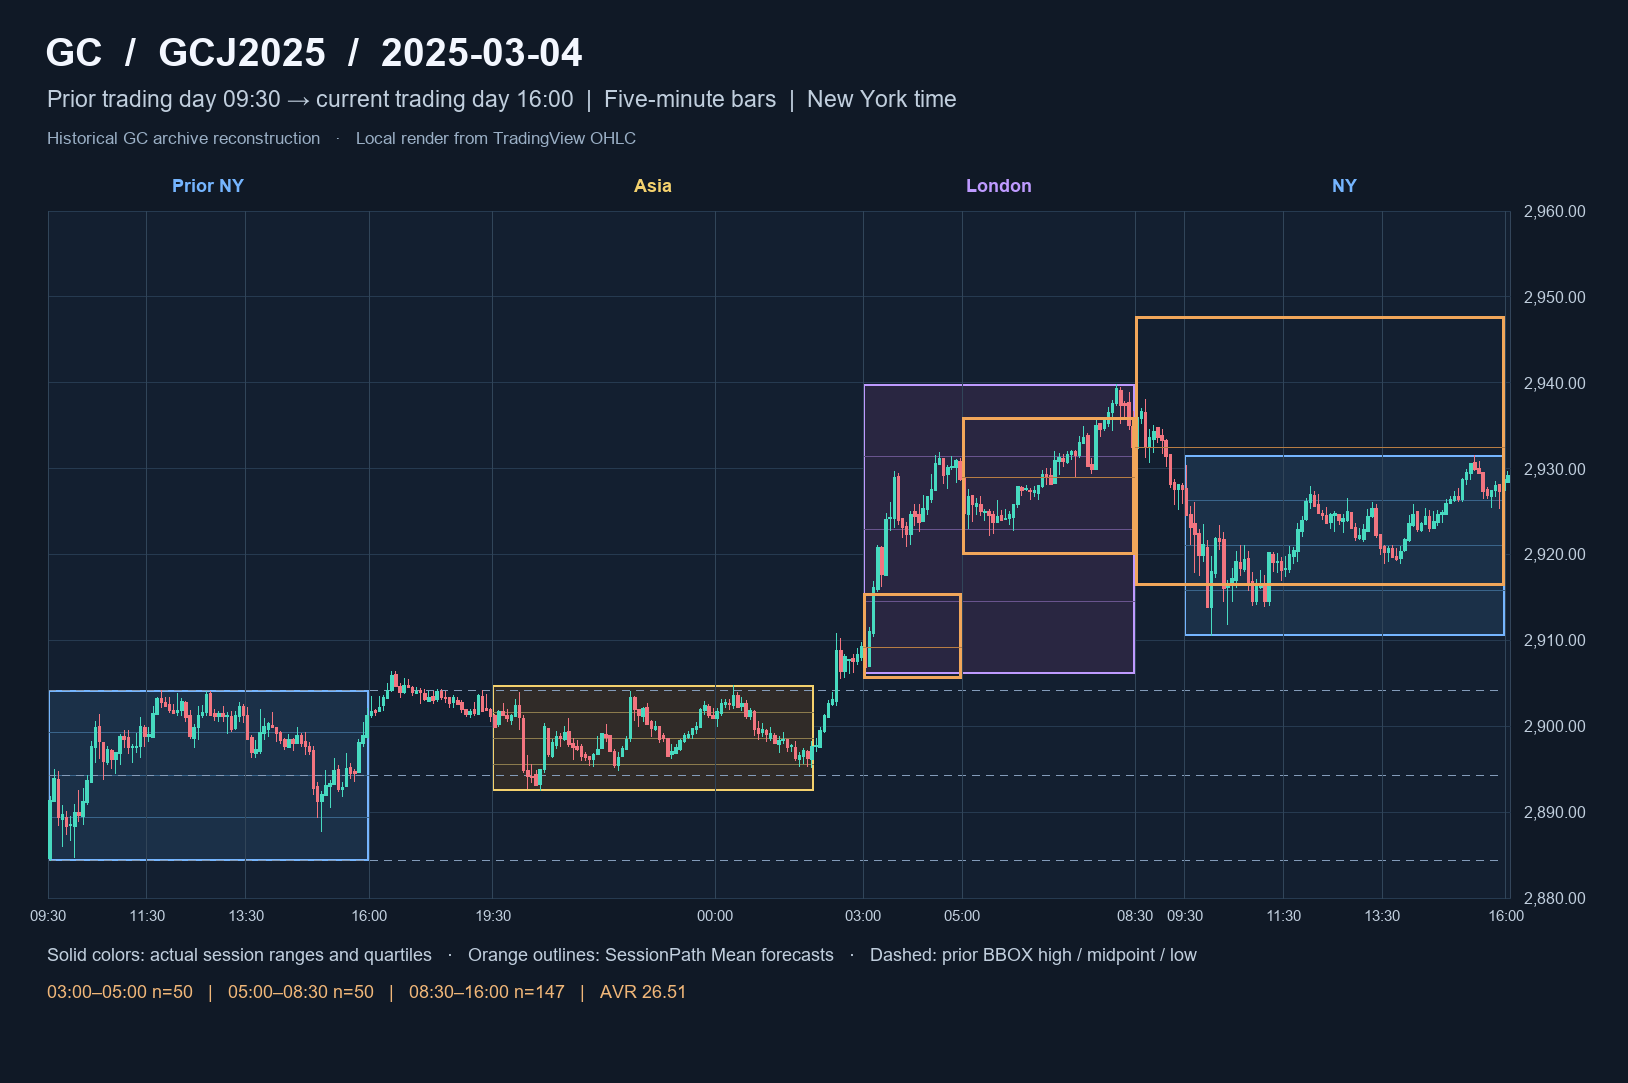 GC / GCJ2025 / 2025-03-04
Prior trading day 09:30 → current trading day 16:00 | Five-minute bars | New York time
Historical GC archive reconstruction · Local render from TradingView OHLC
Prior NY Asia London NY
2,960.00
2,950.00
2,940.00
2,930.00
2,920.00
2,910.00
2,900.00
2,890.00
2,880.00
09:30 11:30 13:30 16:00 19:30 00:00 03:00 05:00 08:30 09:30 11:30 13:30 16:00
Solid colors: actual session ranges and quartiles · Orange outlines: SessionPath Mean forecasts · Dashed: prior BBOX high / midpoint / low
03:00–05:00 n=50 | 05:00–08:30 n=50 | 08:30–16:00 n=147 | AVR 26.51